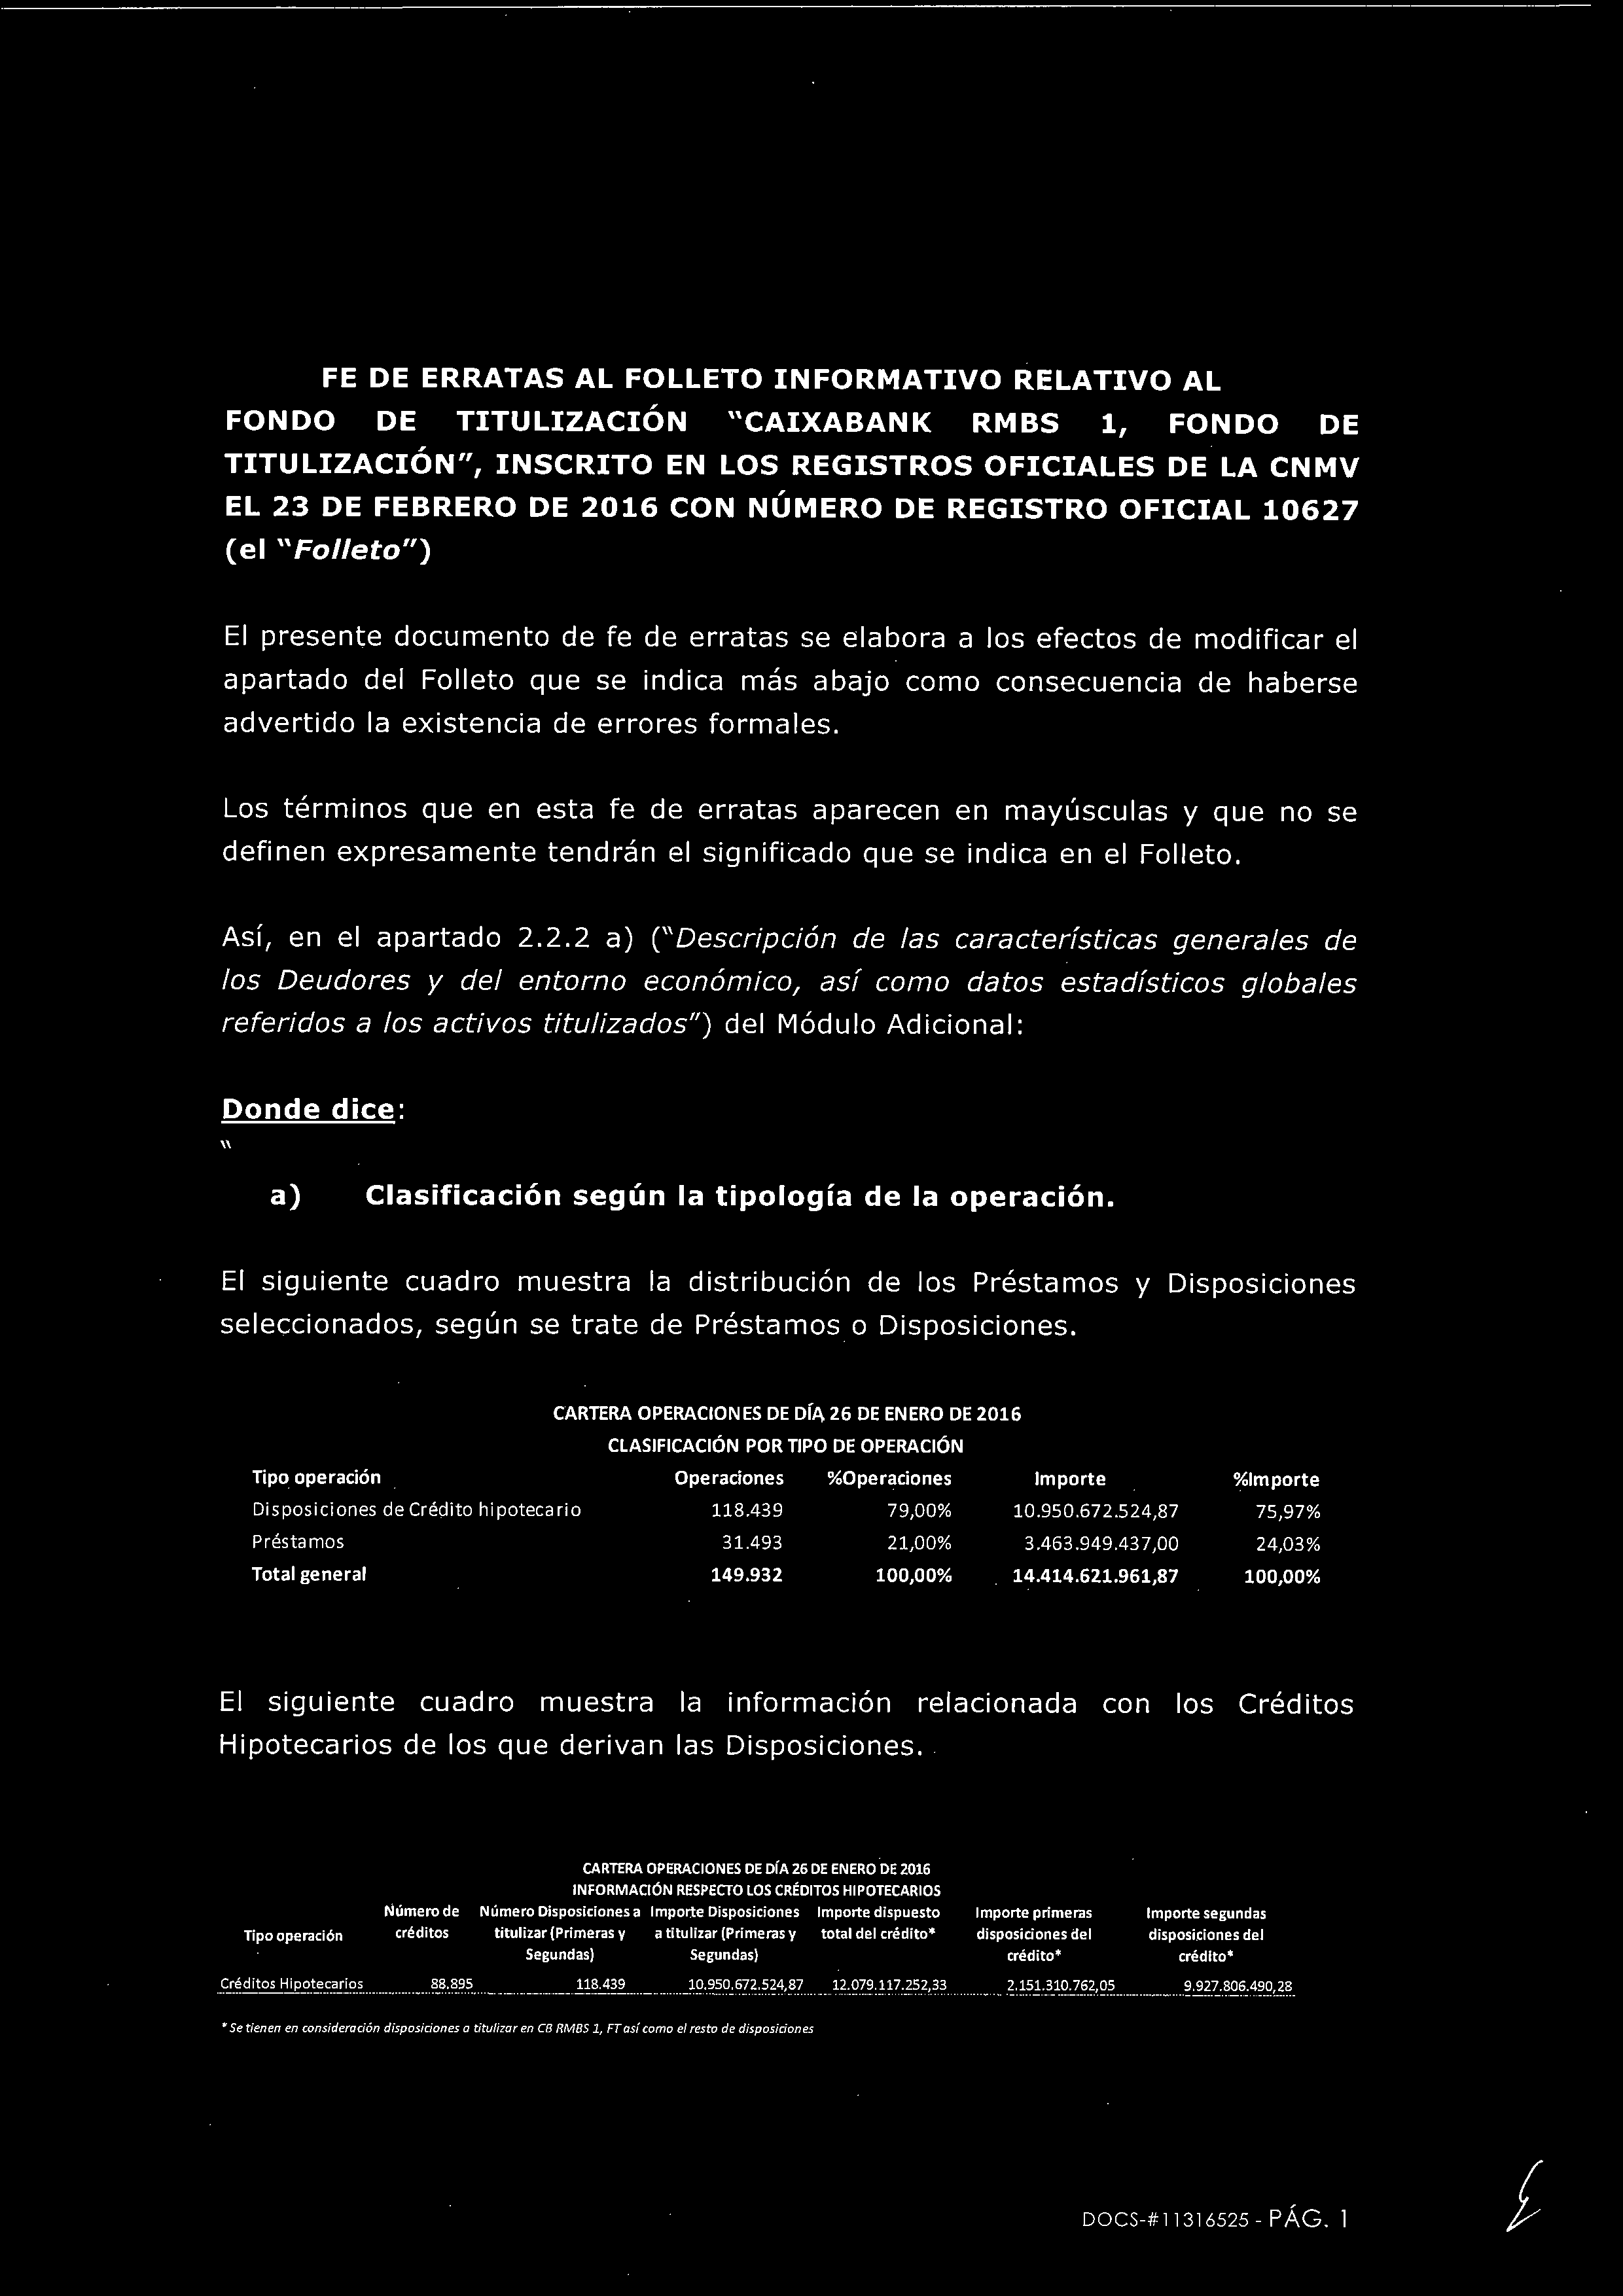 FE DE ERRATAS AL FOLLETO INFORMATIVO RELATIVO AL
FONDO DE TITULIZACIÓN "CAIXABANK RMBS 1, FONDO DE
TITULIZACIÓN", INSCRITO EN LOS REGISTROS OFICIALES DE LA CNMV
EL 23 DE FEBRERO DE 2016 CON NÚMERO DE REGISTRO OFICIAL 10627
(el "Folleto")
El presente documento de fe de erratas se elabora a los efectos de modificar el
apartado del Folleto que se indica más abajo como consecuencia de haberse
advertido la existencia de errores formales.
Los términos que en esta fe de erratas aparecen en mayúsculas y que no se
definen expresamente tendrán el significado que se indica en el Folleto.
Así, en el apartado 2.2.2 a) ("Descripción de las características generales de
los Deudores y del entorno económico, así como datos estadísticos globales
referidos a los activos titulizados") del Módulo Adicional:
Donde dice:
"
a) Clasificación según la tipología de la operación.
El siguiente cuadro muestra la distribución de los Préstamos y Disposiciones
seleccionados, según se trate de Préstamos o Disposiciones.
CARTERA OPERACIONES DE DÍA 26 DE ENERO DE 2016
CLASIFICACIÓN POR TIPO DE OPERACIÓN
Tipo operación Operaciones %Operaciones Importe %Importe
Disposiciones de Crédito hipotecario 118.439 79,00% 10.950.672.524,87 75,97%
Préstamos 31.493 21,00% 3.463.949.437,00 24,03%
Total general 149.932 100,00% 14.414.621.961,87 100,00%
El siguiente cuadro muestra la información relacionada con los Créditos
Hipotecarios de los que derivan las Disposiciones.
CARTERA OPERACIONES DE DÍA 26 DE ENERO DE 2016
INFORMACIÓN RESPECTO LOS CRÉDITOS HIPOTECARIOS
Número de Número Disposiciones a Importe Disposiciones Importe dispuesto Importe primeras Importe segundas
Tipo operación créditos titulizar (Primeras y a titulizar (Primeras y total del crédito* disposiciones del disposiciones del
Segundas) Segundas) crédito* crédito*
Créditos Hipotecarios 88.895 118.439 10.950.672.524,87 12.079.117.252,33 2.151.310.762,05 9.927.806.490,28
* Se tienen en consideración disposiciones a titulizar en CB RMBS 1, FT así como el resto de disposiciones
DOCS-#11316525 - PÁG. 1